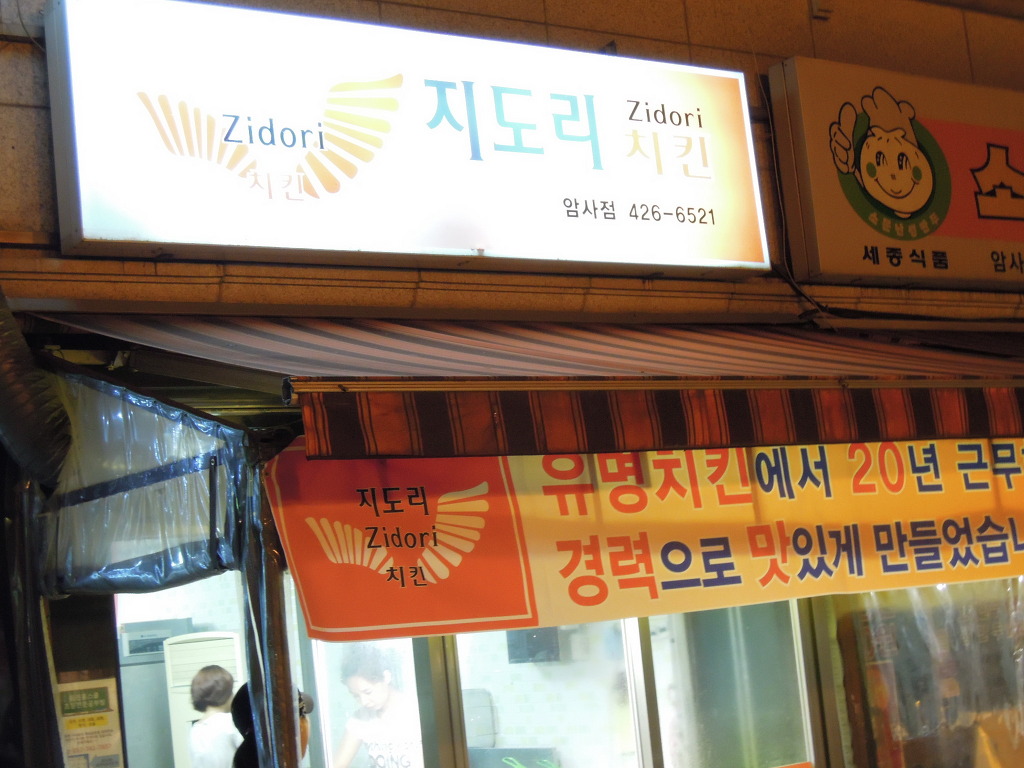 Zidori
치킨
지도리
Zidori
치킨
암사점 426-6521
세종식품
암사
지도리
Zidori
치킨
유명치킨에서 20년 근무
경력으로 맛있게 만들었습니
DOING